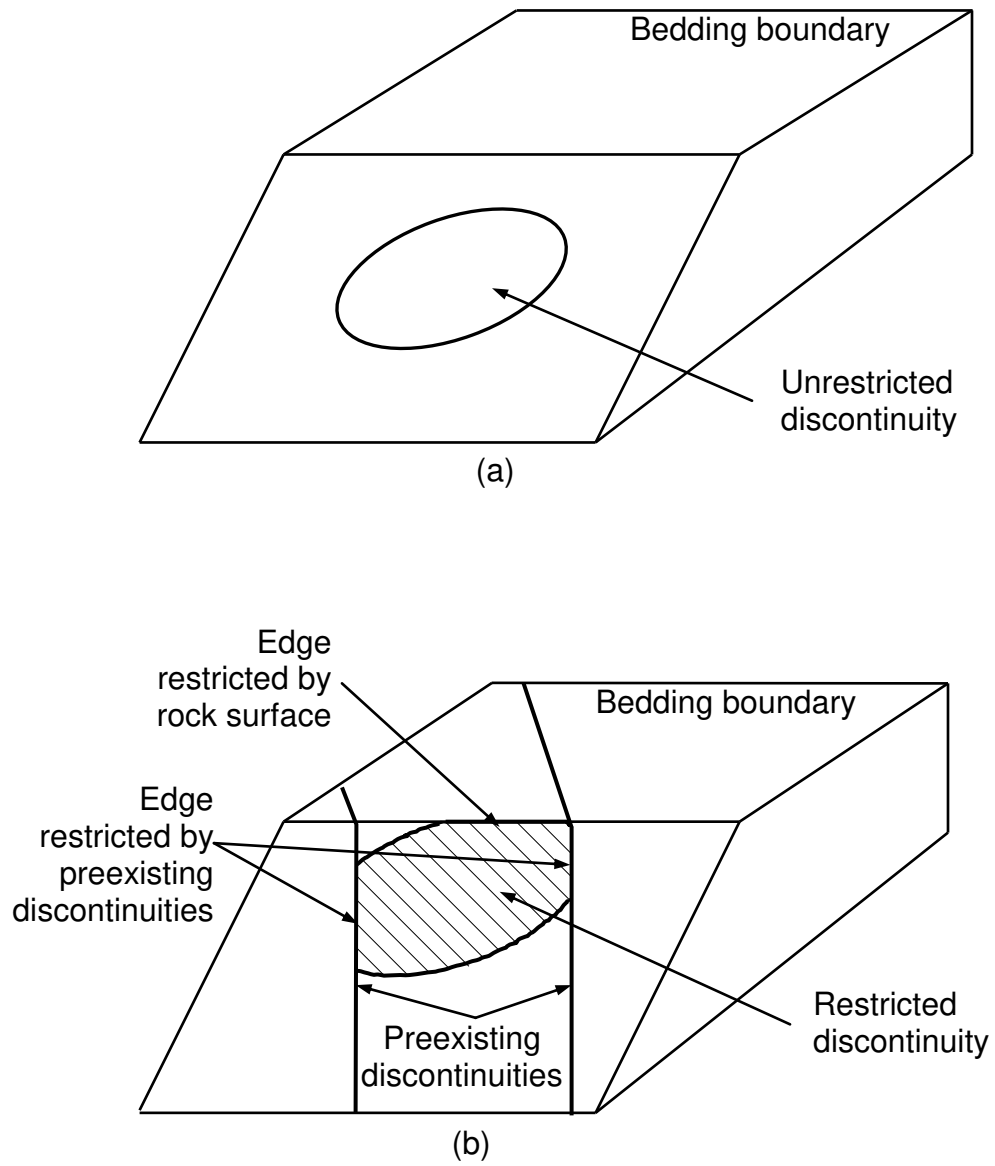 Bedding boundary
Unrestricted
discontinuity
(a)
Edge
restricted by
rock surface
Bedding boundary
Edge
restricted by
preexisting
discontinuities
Restricted
discontinuity
Preexisting
discontinuities
(b)